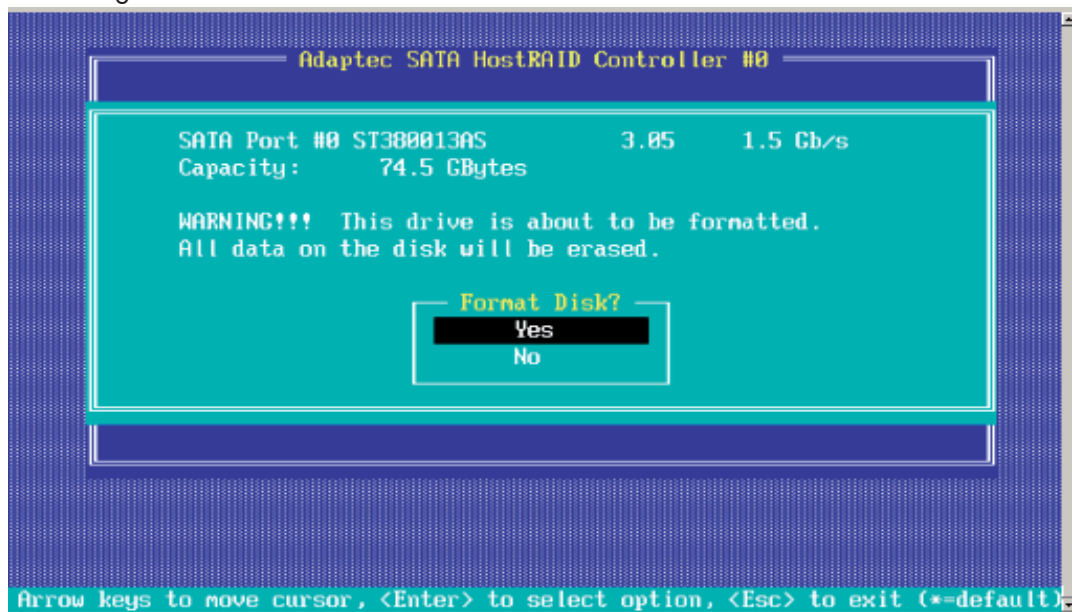 Adaptec SATA HostRAID Controller #0
SATA Port #0 ST380013AS 3.05 1.5 Gb/s
Capacity: 74.5 GBytes
WARNING!!! This drive is about to be formatted.
All data on the disk will be erased.
Format Disk?
Yes
No
Arrow keys to move cursor, <Enter> to select option, <Esc> to exit (*=default)